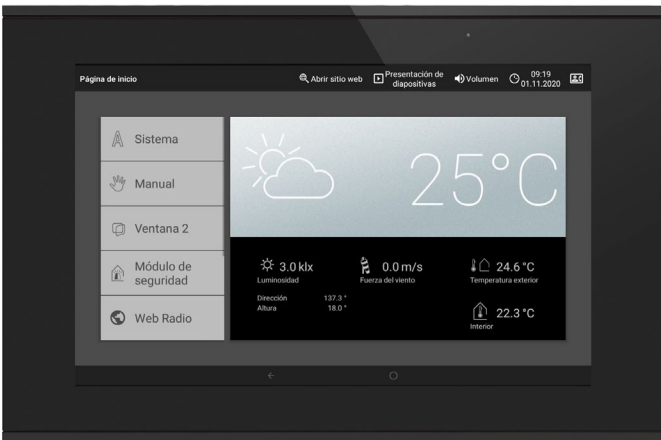 Página de inicio
Abrir sitio web
Presentación de
diapositivas
Volumen
09:19
01.11.2020
Sistema
Manual
Ventana 2
Módulo de
seguridad
Web Radio
25°C
3.0 klx
Luminosidad
Dirección 137.3 °
Altura 18.0 °
0.0 m/s
Fuerza del viento
24.6 °C
Temperatura exterior
22.3 °C
Interior